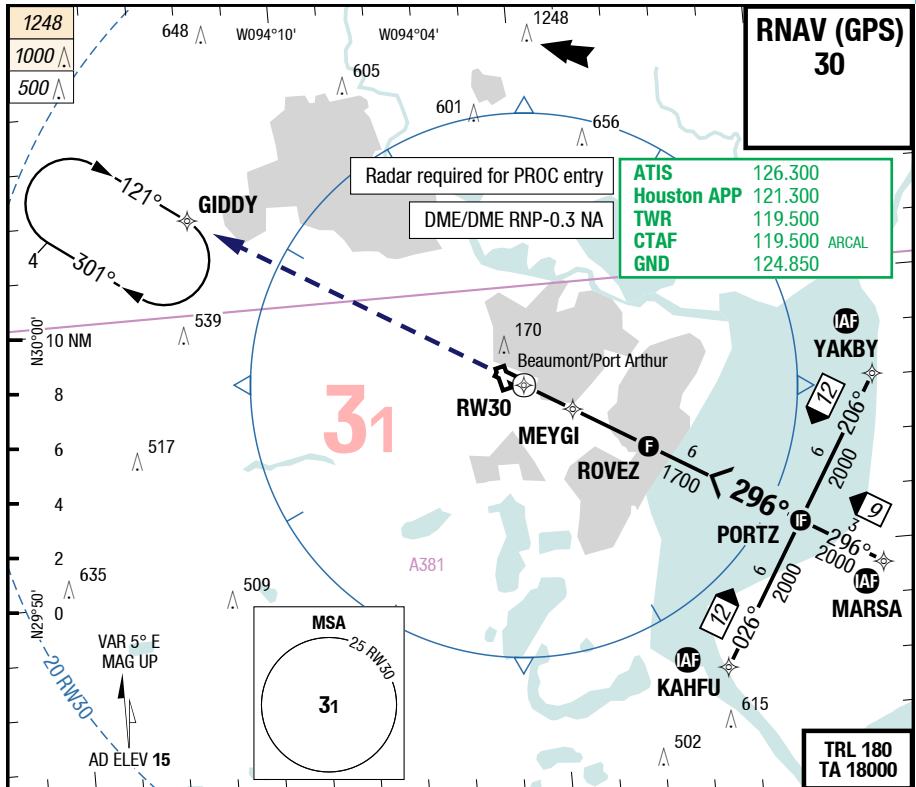 1248
1000
500
648
W094°10'
W094°04'
1248
605
601
656
RNAV (GPS)
30
Radar required for PROC entry
DME/DME RNP-0.3 NA
ATIS 126.300
Houston APP 121.300
TWR 119.500
CTAF 119.500 ARCAL
GND 124.850
121°
GIDDY
4
301°
539
N30°00'
10 NM
170
Beaumont/Port Arthur
IAF
YAKBY
8
31
RW30
MEYGI
12
206°
6
2000
6
517
ROVEZ
F
6
1700
296°
9
4
PORTZ
IF
3
296°
2000
2
A381
6
2000
IAF
MARSA
635
509
0
N29°50'
12
026°
MSA
25 RW30
31
VAR 5° E
MAG UP
IAF
KAHFU
20 RW30
615
502
AD ELEV 15
TRL 180
TA 18000